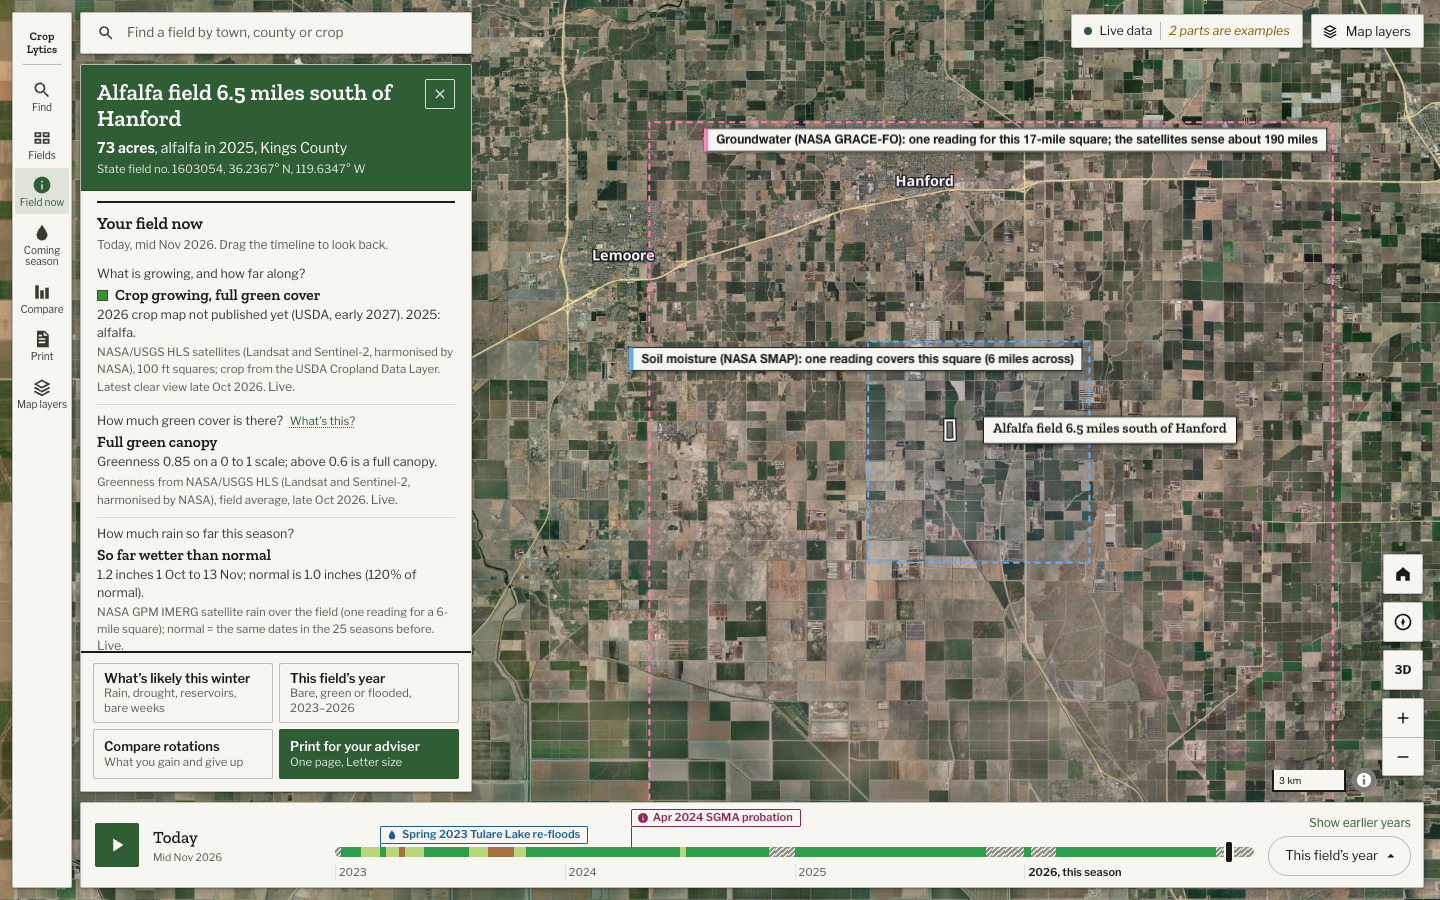 Crop
Lytics
Find
Fields
Field now
Coming
season
Compare
Print
Map layers
Find a field by town, county or crop
Alfalfa field 6.5 miles south of
Hanford
73 acres, alfalfa in 2025, Kings County
State field no. 1603054, 36.2367° N, 119.6347° W
Your field now
Today, mid Nov 2026. Drag the timeline to look back.
What is growing, and how far along?
Crop growing, full green cover
2026 crop map not published yet (USDA, early 2027). 2025:
alfalfa.
NASA/USGS HLS satellites (Landsat and Sentinel-2, harmonised by
NASA), 100 ft squares; crop from the USDA Cropland Data Layer.
Latest clear view late Oct 2026. Live.
How much green cover is there? What's this?
Full green canopy
Greenness 0.85 on a 0 to 1 scale; above 0.6 is a full canopy.
Greenness from NASA/USGS HLS (Landsat and Sentinel-2,
harmonised by NASA), field average, late Oct 2026. Live.
How much rain so far this season?
So far wetter than normal
1.2 inches 1 Oct to 13 Nov; normal is 1.0 inches (120% of
normal).
NASA GPM IMERG satellite rain over the field (one reading for a 6-
mile square); normal = the same dates in the 25 seasons before.
Live.
What's likely this winter
Rain, drought, reservoirs,
bare weeks
This field's year
Bare, green or flooded,
2023–2026
Compare rotations
What you gain and give up
Print for your adviser
One page, Letter size
Live data
2 parts are examples
Map layers
Groundwater (NASA GRACE-FO): one reading for this 17-mile square; the satellites sense about 190 miles
Hanford
Lemoore
Soil moisture (NASA SMAP): one reading covers this square (6 miles across)
Alfalfa field 6.5 miles south of Hanford
3D
3 km
Today
Mid Nov 2026
Spring 2023 Tulare Lake re-floods
Apr 2024 SGMA probation
2023
2024
2025
2026, this season
Show earlier years
This field's year